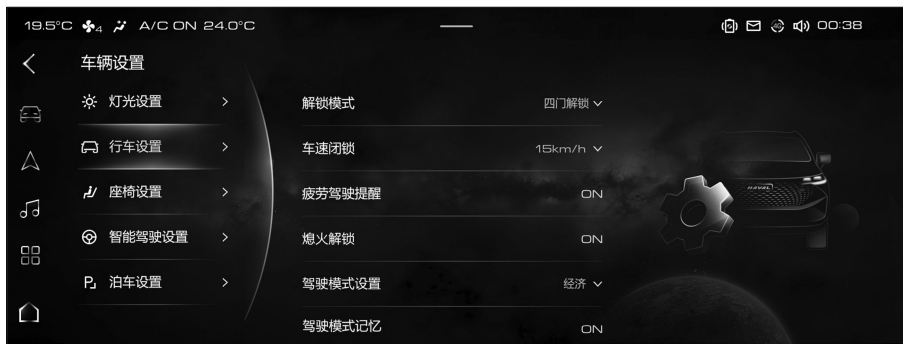 19.5°C 4 A/C ON 24.0°C 00:38
车辆设置
灯光设置
行车设置
座椅设置
智能驾驶设置
P 泊车设置
解锁模式 四门解锁
车速闭锁 15km/h
疲劳驾驶提醒 ON
熄火解锁 ON
驾驶模式设置 经济
驾驶模式记忆 ON
HAVAL